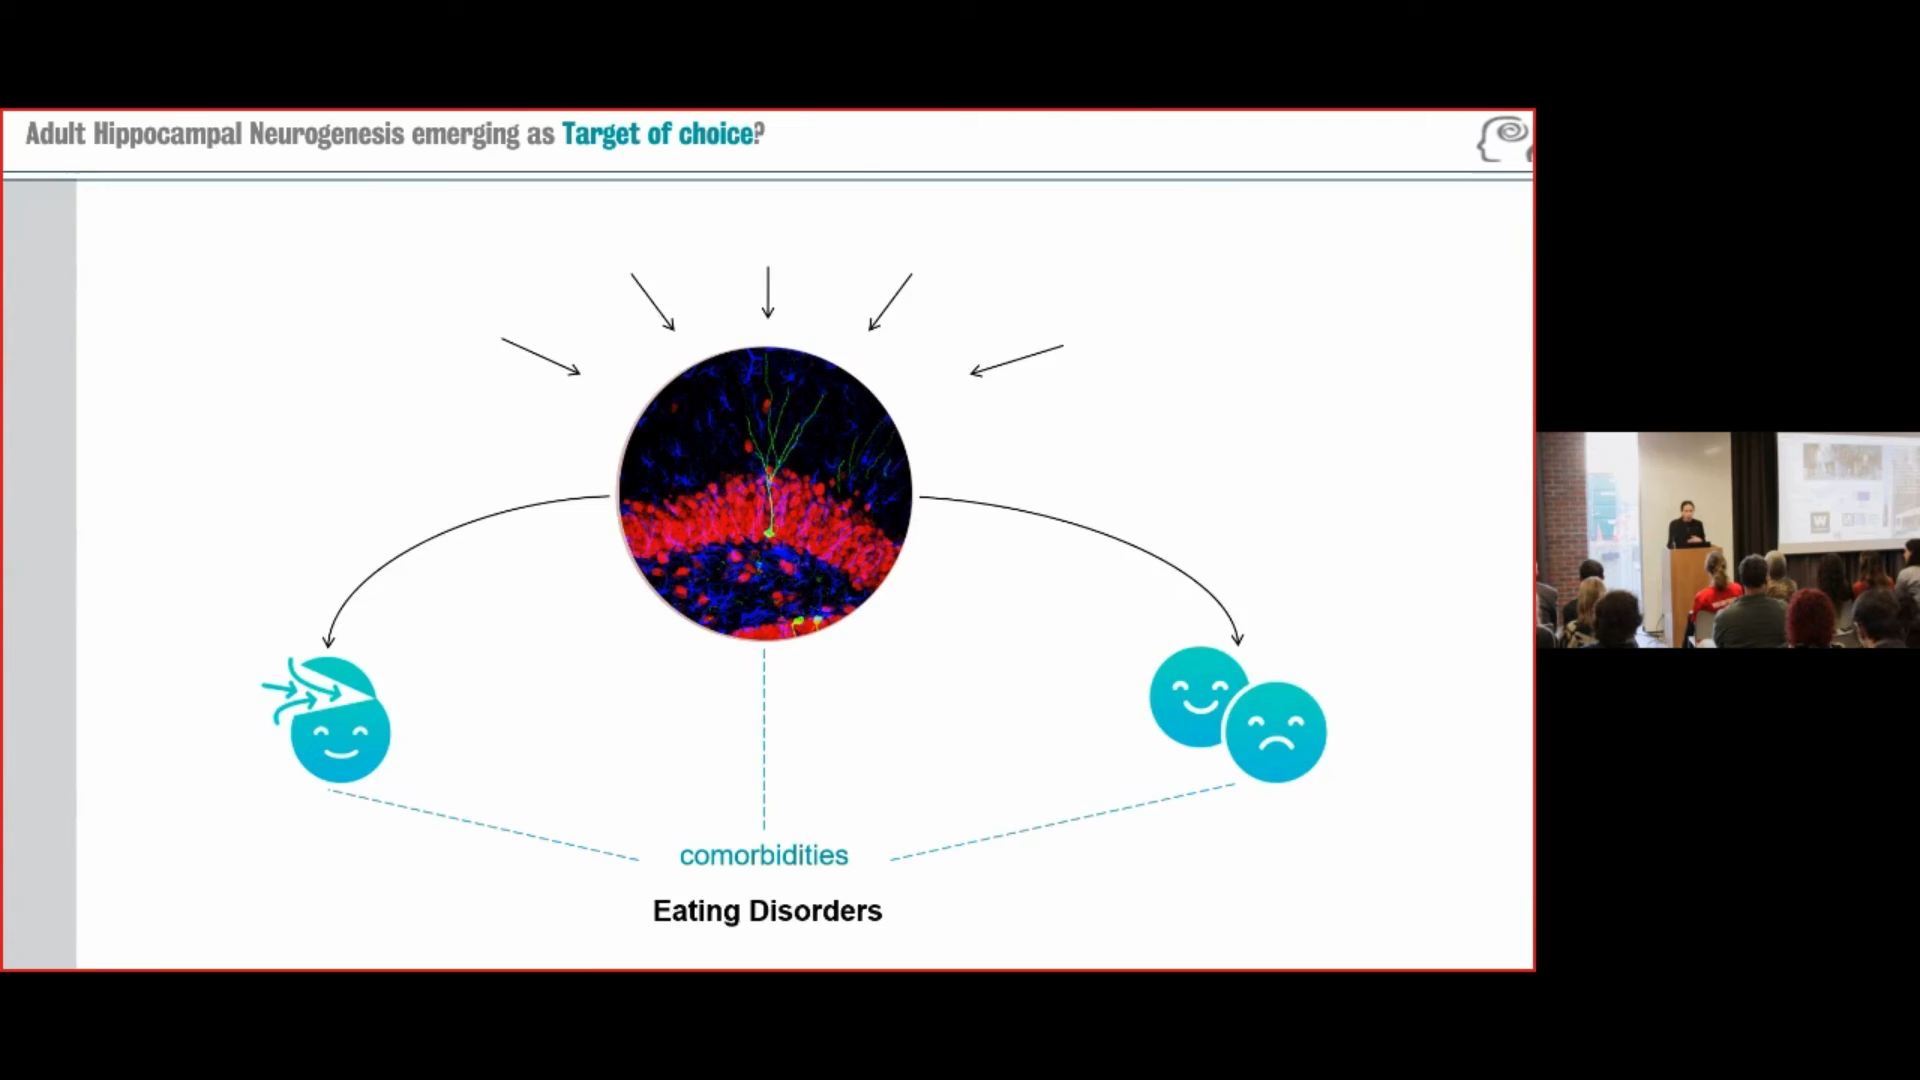 Adult Hippocampal Neurogenesis emerging as Target of choice?
comorbidities
Eating Disorders
W